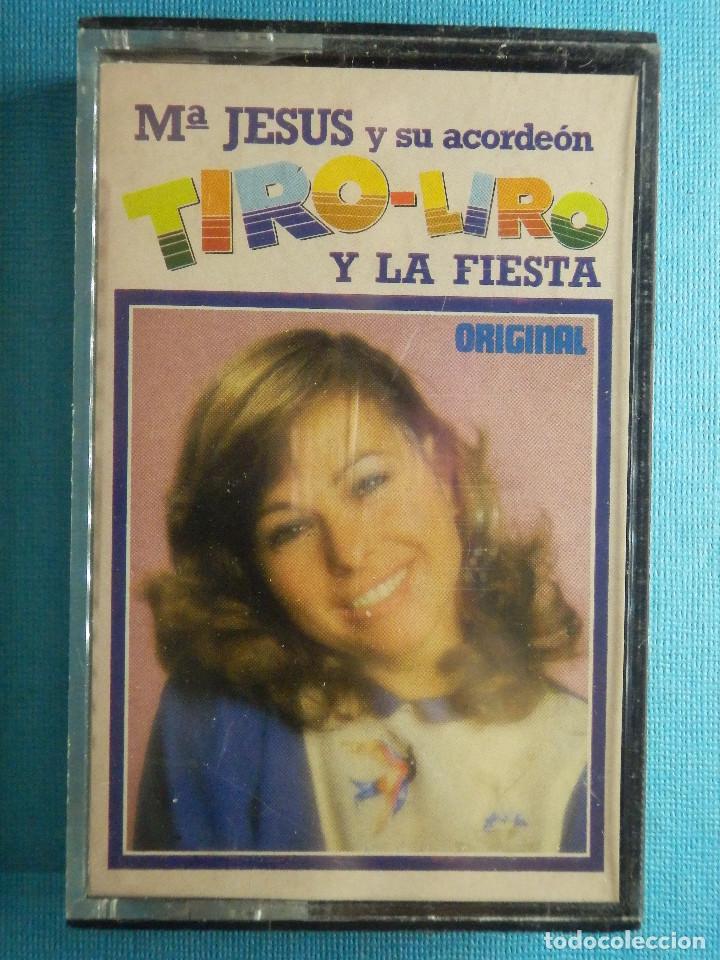 Mª JESUS y su acordeón
TIRO-LIRO
Y LA FIESTA
ORIGINAL
todocoleccion